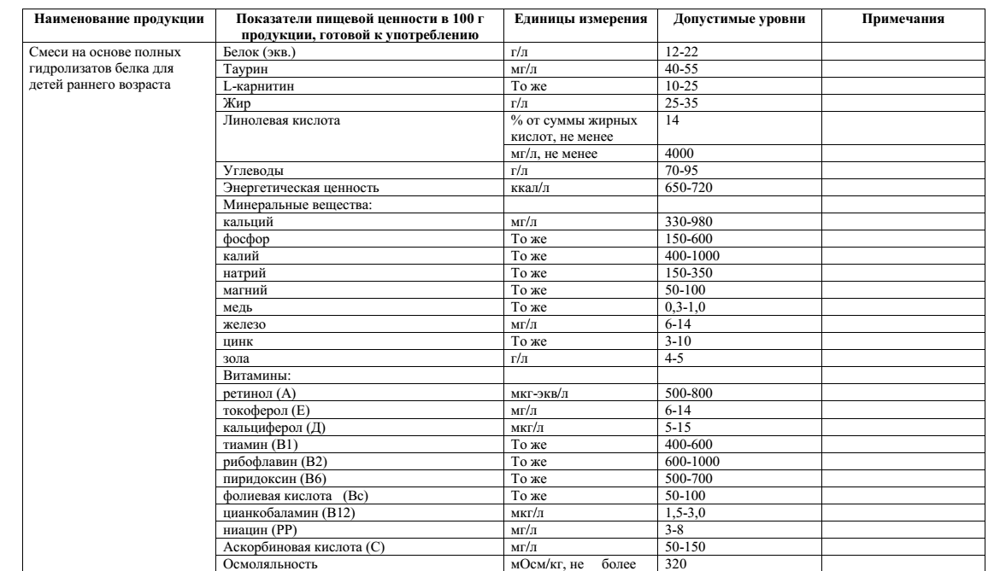 Наименование продукции Показатели пищевой ценности в 100 г Единицы измерения Допустимые уровни Примечания
продукции, готовой к употреблению
Смеси на основе полных Белок (экв.) г/л 12-22
гидролизатов белка для Таурин мг/л 40-55
детей раннего возраста L-карнитин То же 10-25
Жир г/л 25-35
Линолевая кислота % от суммы жирных 14
кислот, не менее
мг/л, не менее 4000
Углеводы г/л 70-95
Энергетическая ценность ккал/л 650-720
Минеральные вещества:
кальций мг/л 330-980
фосфор То же 150-600
калий То же 400-1000
натрий То же 150-350
магний То же 50-100
медь То же 0,3-1,0
железо мг/л 6-14
цинк То же 3-10
зола г/л 4-5
Витамины:
ретинол (А) мкг-экв/л 500-800
токоферол (Е) мг/л 6-14
кальциферол (Д) мкг/л 5-15
тиамин (В1) То же 400-600
рибофлавин (В2) То же 600-1000
пиридоксин (В6) То же 500-700
фолиевая кислота (Вс) То же 50-100
цианкобаламин (В12) мкг/л 1,5-3,0
ниацин (РР) мг/л 3-8
Аскорбиновая кислота (С) мг/л 50-150
Осмоляльность мОсм/кг, не более 320